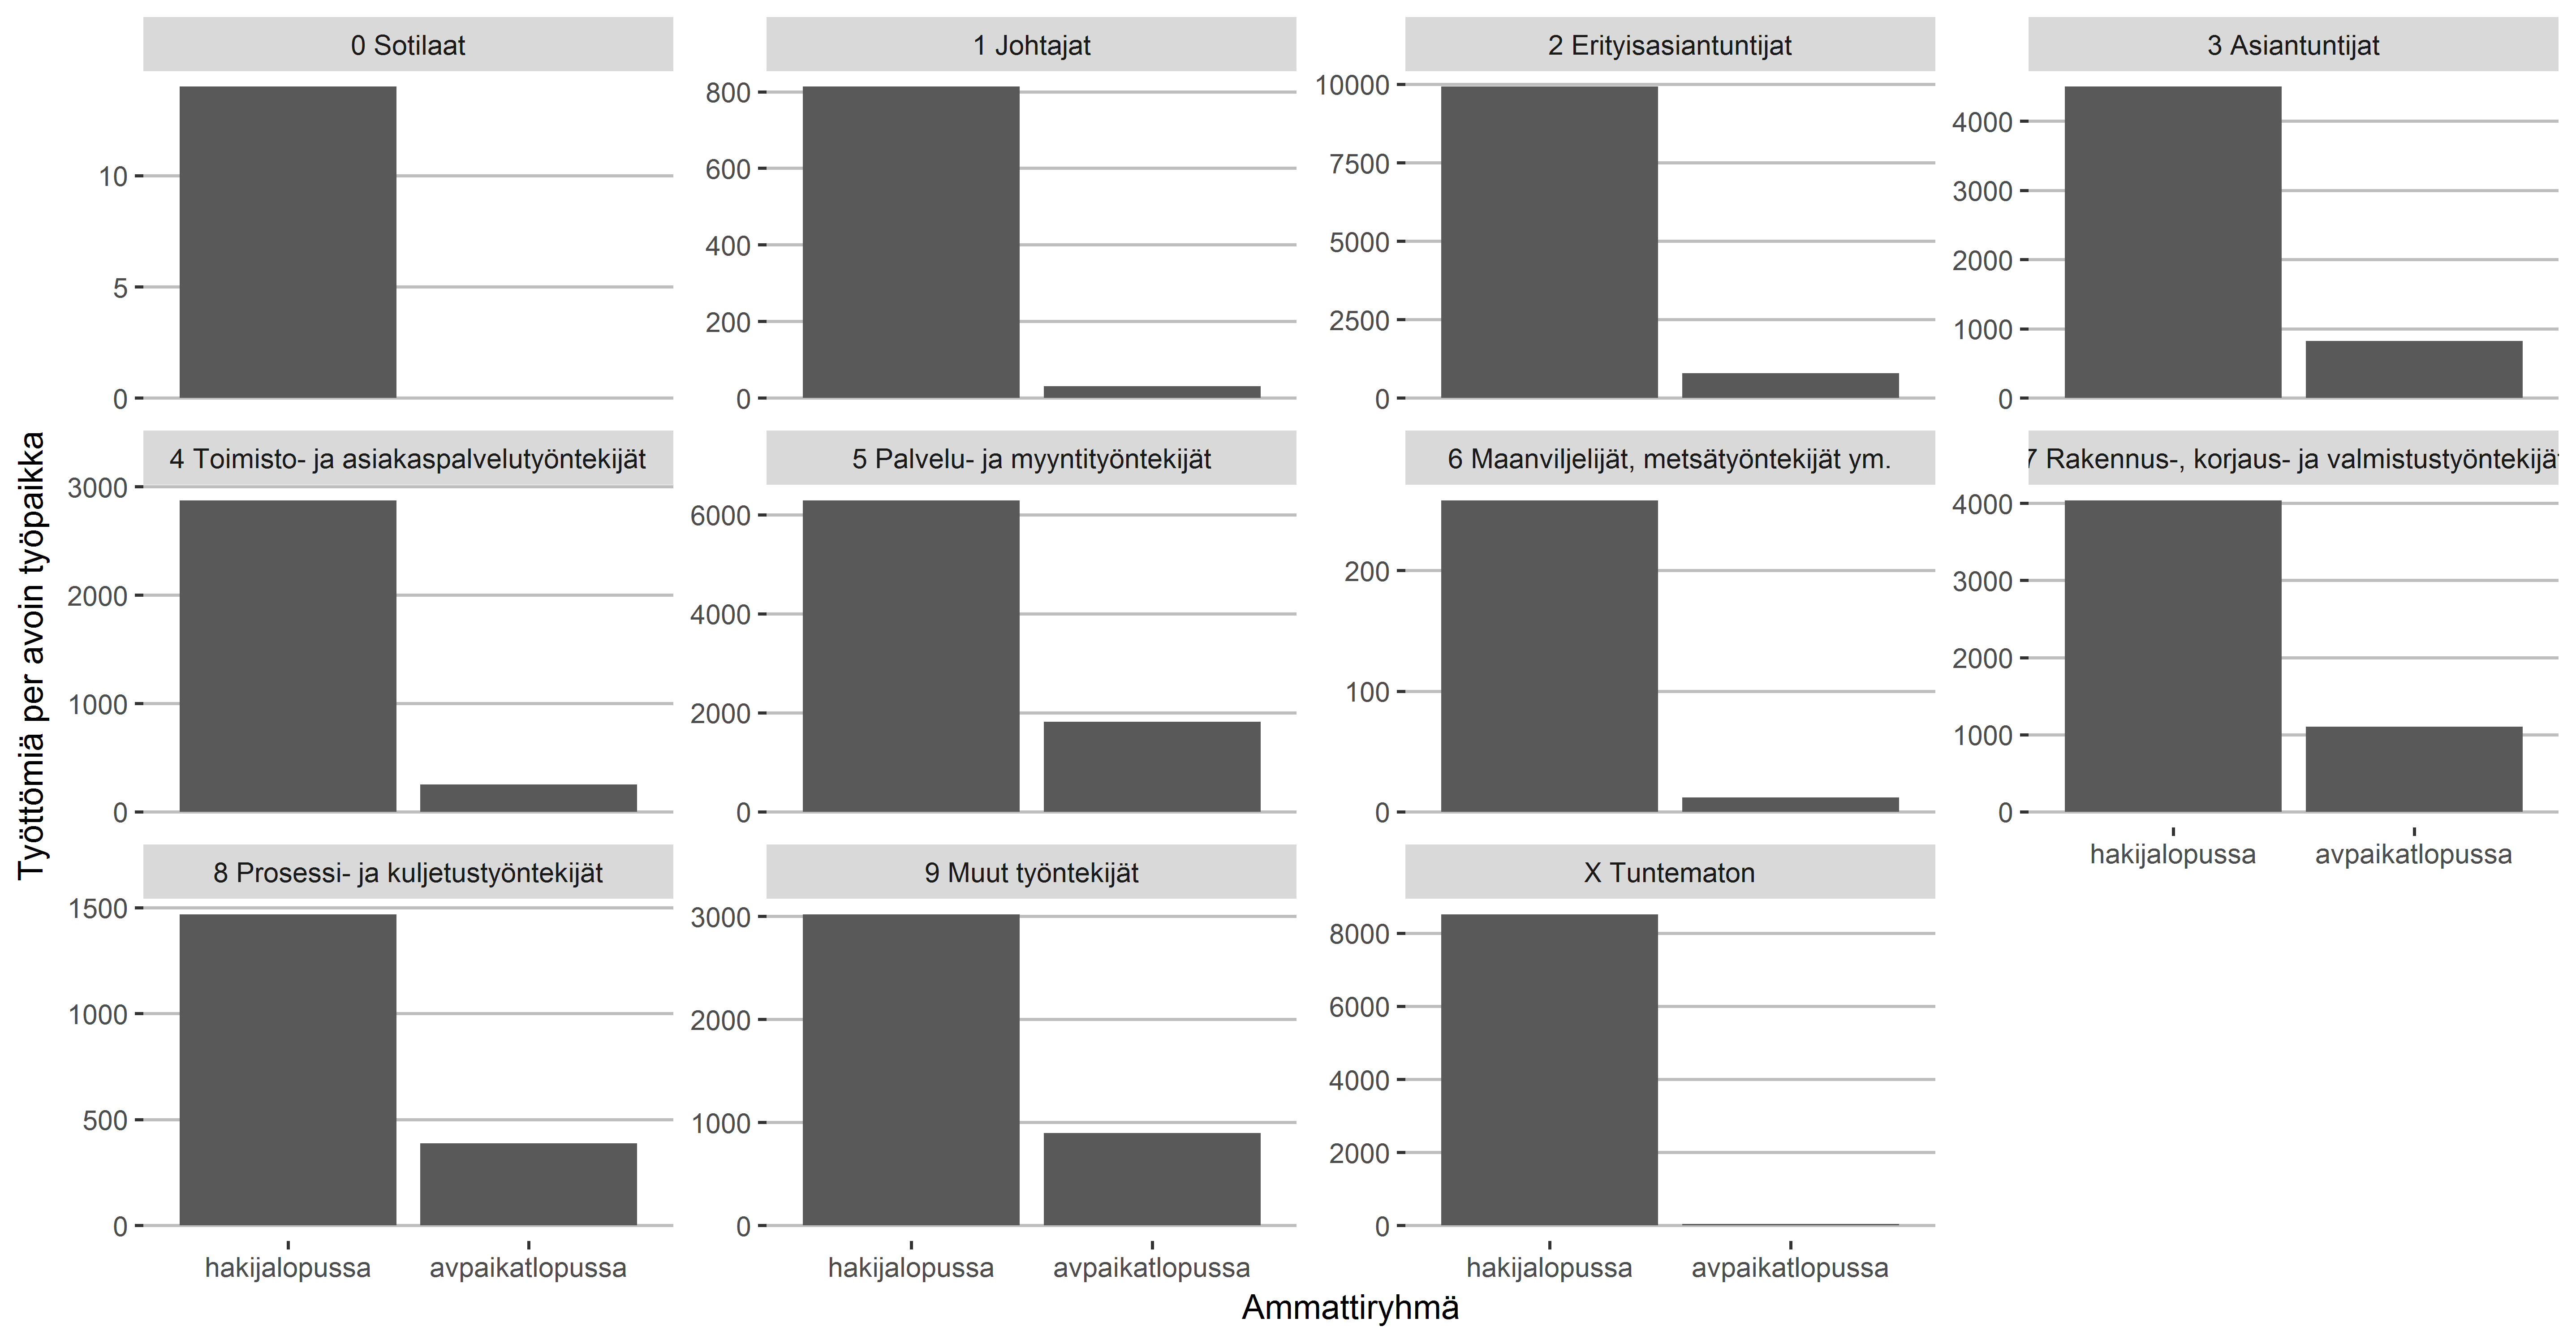 0 Sotilaat
1 Johtajat
2 Erityisasiantuntijat
3 Asiantuntijat
10
5
0
800
600
400
200
0
10000
7500
5000
2500
0
4000
3000
2000
1000
0
Työttömiä per avoin työpaikka
4 Toimisto- ja asiakaspalvelutyöntekijät
5 Palvelu- ja myyntityöntekijät
6 Maanviljelijät, metsätyöntekijät ym.
7 Rakennus-, korjaus- ja valmistustyöntekijät
3000
2000
1000
0
6000
4000
2000
0
200
100
0
4000
3000
2000
1000
0
hakijalopussa
avpaikatlopussa
8 Prosessi- ja kuljetustyöntekijät
9 Muut työntekijät
X Tuntematon
1500
1000
500
0
3000
2000
1000
0
8000
6000
4000
2000
0
hakijalopussa
avpaikatlopussa
hakijalopussa
avpaikatlopussa
hakijalopussa
avpaikatlopussa
Ammattiryhmä